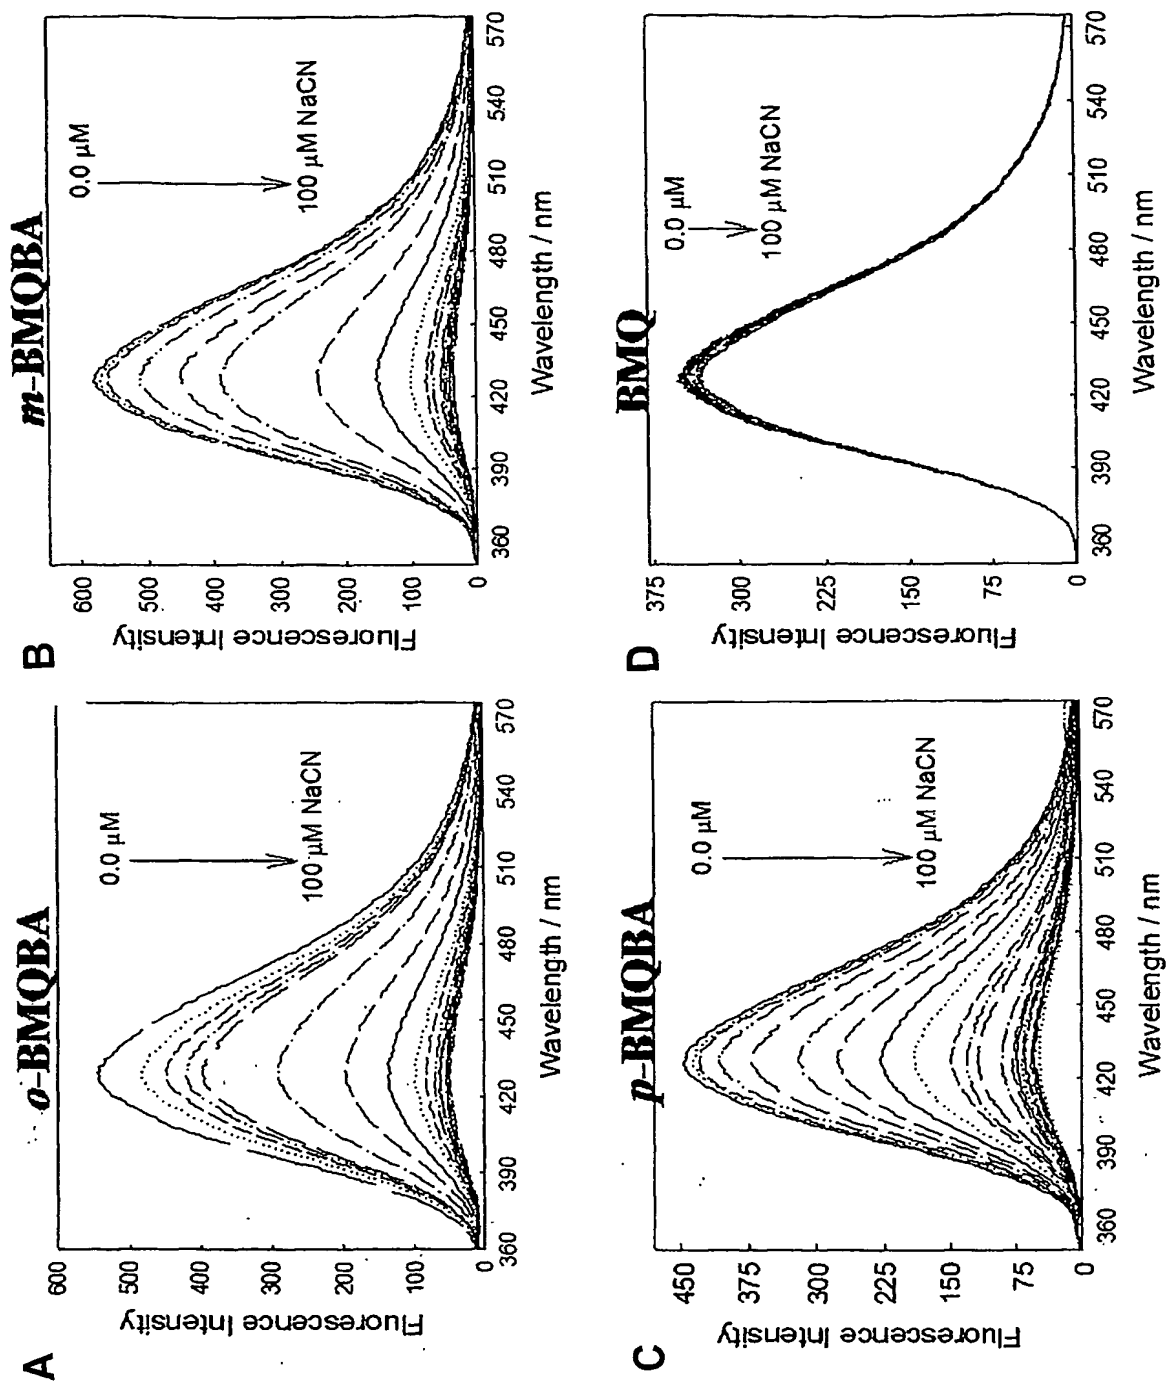 A
o-BMQBA
Fluorescence Intensity
600
500
400
300
200
100
0
0.0 µM
100 µM NaCN
360 390 420 450 480 510 540 570
Wavelength / nm
B
m-BMQBA
Fluorescence Intensity
600
500
400
300
200
100
0
0.0 µM
100 µM NaCN
360 390 420 450 480 510 540 570
Wavelength / nm
C
p-BMQBA
Fluorescence Intensity
450
375
300
225
150
75
0
0.0 µM
100 µM NaCN
360 390 420 450 480 510 540 570
Wavelength / nm
D
BMQ
Fluorescence Intensity
375
300
225
150
75
0
0.0 µM
100 µM NaCN
360 390 420 450 480 510 540 570
Wavelength / nm